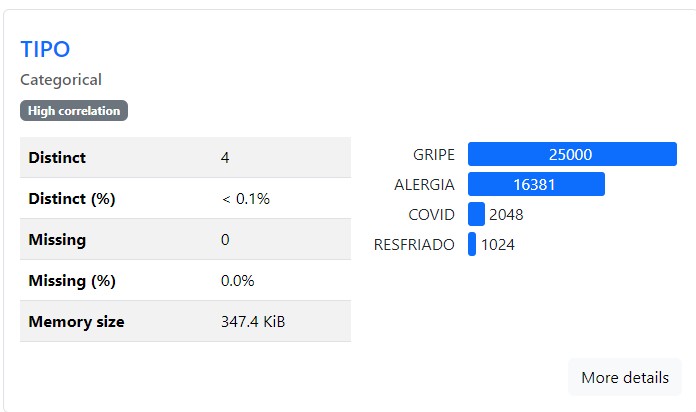 TIPO
Categorical
High correlation
Distinct 4
Distinct (%) < 0.1%
Missing 0
Missing (%) 0.0%
Memory size 347.4 KiB
GRIPE 25000
ALERGIA 16381
COVID 2048
RESFRIADO 1024
More details